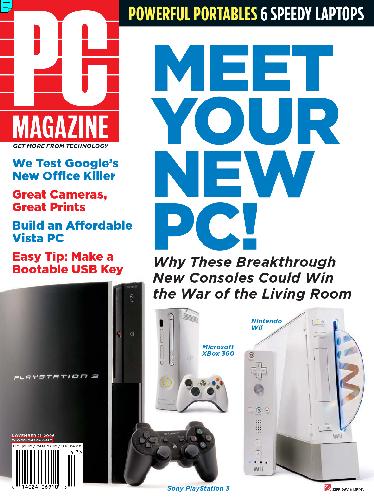 POWERFUL PORTABLES 6 SPEEDY LAPTOPS
PC
MAGAZINE
GET MORE FROM TECHNOLOGY
MEET
YOUR
NEW
PC!
We Test Google's
New Office Killer
Great Cameras,
Great Prints
Build an Affordable
Vista PC
Easy Tip: Make a
Bootable USB Key
Why These Breakthrough
New Consoles Could Win
the War of the Living Room
Nintendo
Wii
Microsoft
XBox 360
PLAYSTATION 3
Wii
Wii
Sony PlayStation 3